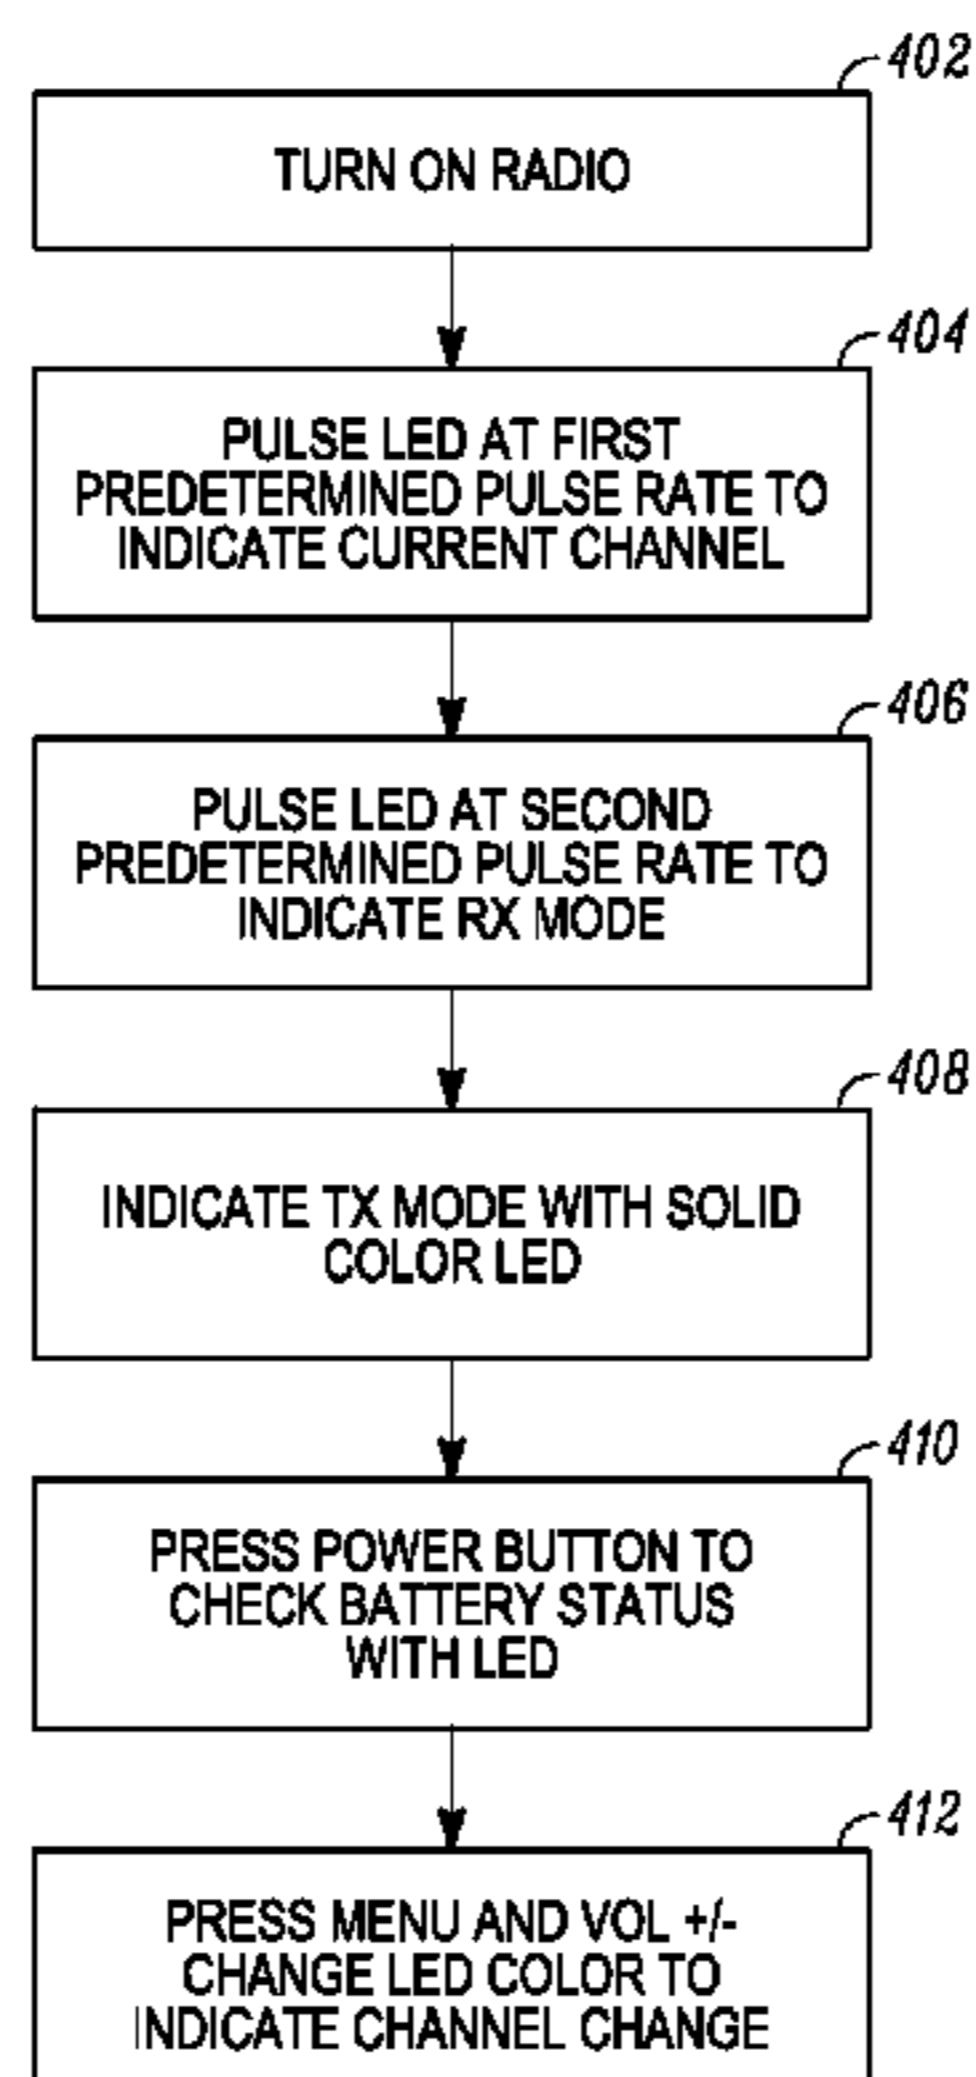 402
TURN ON RADIO
404
PULSE LED AT FIRST
PREDETERMINED PULSE RATE TO
INDICATE CURRENT CHANNEL
406
PULSE LED AT SECOND
PREDETERMINED PULSE RATE TO
INDICATE RX MODE
408
INDICATE TX MODE WITH SOLID
COLOR LED
410
PRESS POWER BUTTON TO
CHECK BATTERY STATUS
WITH LED
412
PRESS MENU AND VOL +/-
CHANGE LED COLOR TO
INDICATE CHANNEL CHANGE